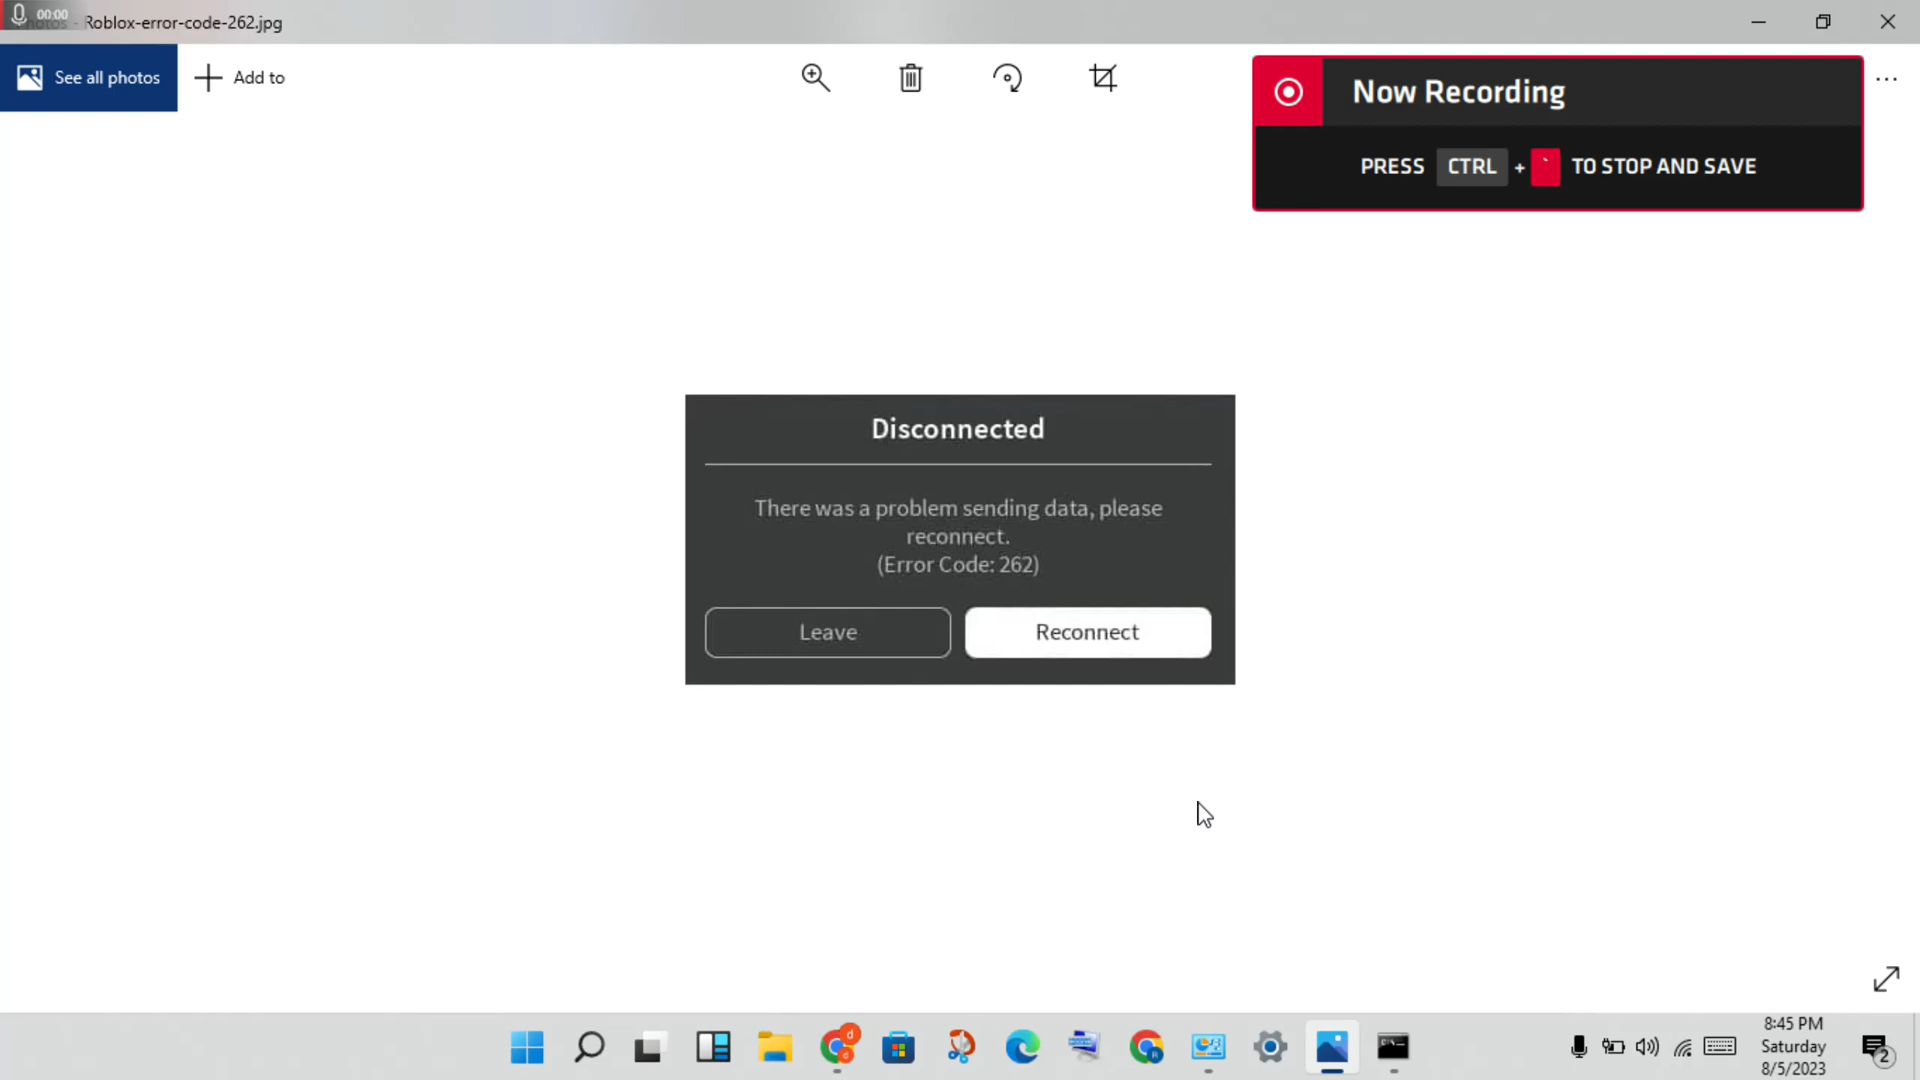 00:00
Photos - Roblox-error-code-262.jpg
See all photos
Add to
Now Recording
PRESS CTRL + ` TO STOP AND SAVE
Disconnected
There was a problem sending data, please
reconnect.
(Error Code: 262)
Leave
Reconnect
8:45 PM
Saturday
8/5/2023
2